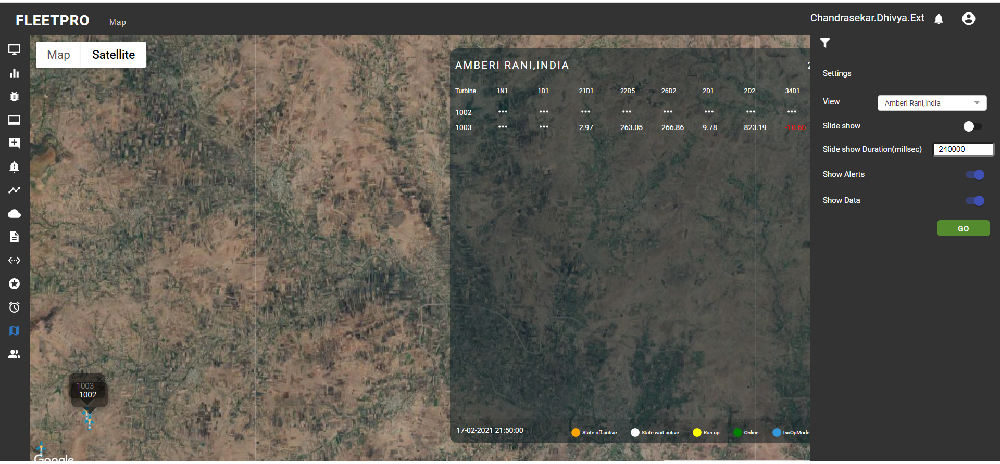 FLEETPRO
Map
Chandrasekar.Dhivya.Ext
Map
Satellite
AMBERI RANI,INDIA
Turbine 1N1 1D1 21D1 22D5 26D2 2D1 2D2 34D1
1002 ••• ••• ••• ••• ••• ••• ••• •••
1003 ••• ••• 2.97 263.05 266.86 9.78 823.19 10.60
1003
1002
Google
17-02-2021 21:50:00
State off active
State wait active
Run-up
Online
IsoOpMode
Settings
View
Amberi Rani,India
Slide show
Slide show Duration(millsec)
240000
Show Alerts
Show Data
GO